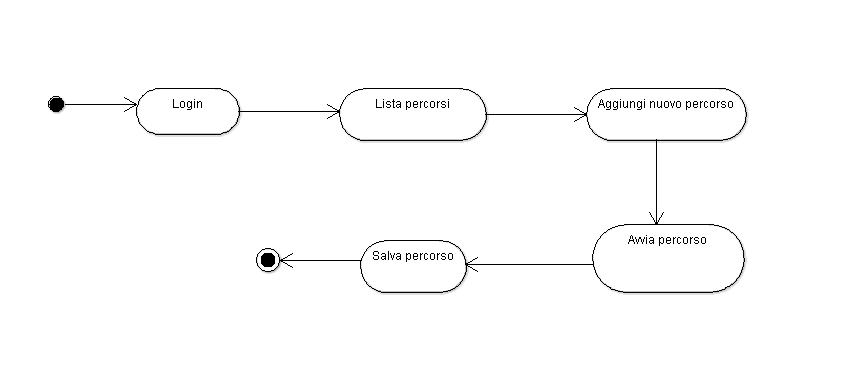 Login
Lista percorsi
Aggiungi nuovo percorso
Avvia percorso
Salva percorso